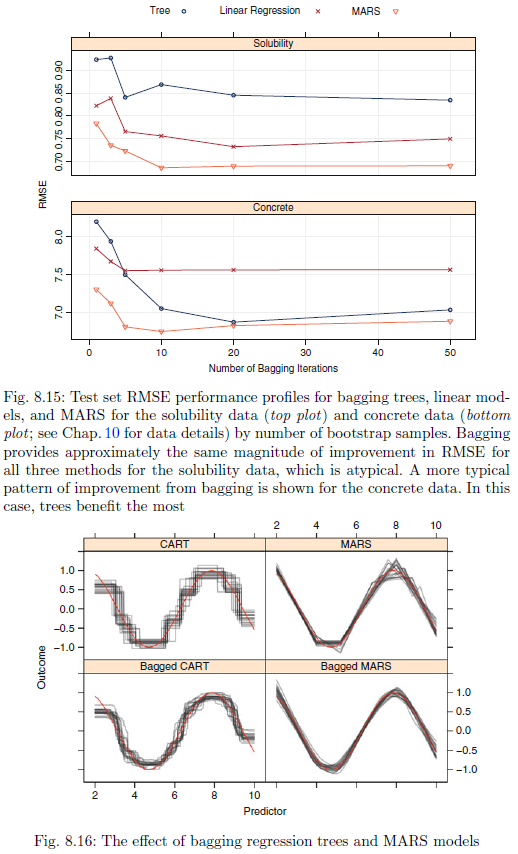 Tree Linear Regression MARS
Solubility
0.90
0.85
0.80
0.75
0.70
RMSE
Concrete
8.0
7.5
7.0
0 10 20 30 40 50
Number of Bagging Iterations
Fig. 8.15: Test set RMSE performance profiles for bagging trees, linear mod-
els, and MARS for the solubility data (top plot) and concrete data (bottom
plot; see Chap. 10 for data details) by number of bootstrap samples. Bagging
provides approximately the same magnitude of improvement in RMSE for
all three methods for the solubility data, which is atypical. A more typical
pattern of improvement from bagging is shown for the concrete data. In this
case, trees benefit the most
2 4 6 8 10
CART MARS
1.0
0.5
0.0
−0.5
−1.0
Outcome
Bagged CART Bagged MARS
1.0
0.5
0.0
−0.5
−1.0
2 4 6 8 10
Predictor
Fig. 8.16: The effect of bagging regression trees and MARS models